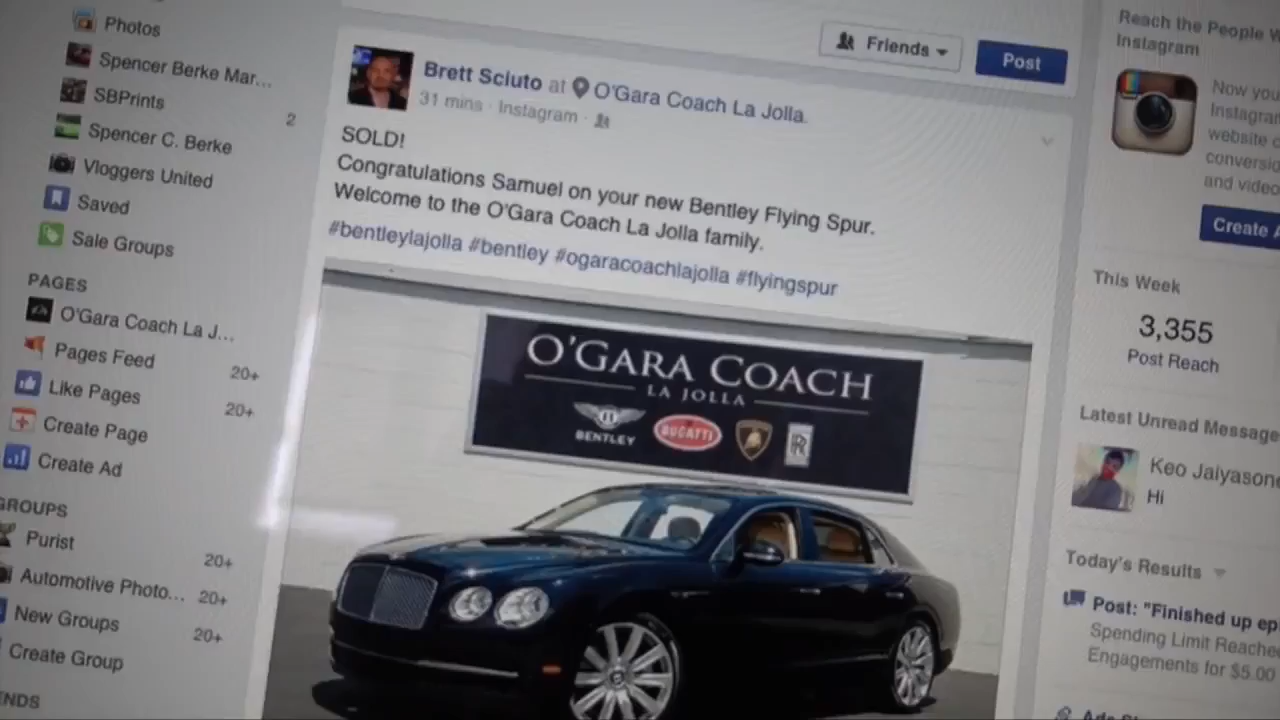 Photos
Spencer Berke Mar...
SBPrints
2
Spencer C. Berke
Vloggers United
Saved
Sale Groups
PAGES
O'Gara Coach La J...
Pages Feed 20+
Like Pages 20+
Create Page
Create Ad
GROUPS
Purist 20+
Automotive Photo... 20+
New Groups 20+
Create Group
Friends
Post
Brett Sciuto at O'Gara Coach La Jolla.
31 mins · Instagram ·
SOLD!
Congratulations Samuel on your new Bentley Flying Spur.
Welcome to the O'Gara Coach La Jolla family.
#bentleylajolla #bentley #ogaracoachlajolla #flyingspur
O'GARA COACH
LA JOLLA
BENTLEY BUGATTI
Reach the People
Instagram
Now you
Instagram
website
and video
Create
This Week
3,355
Post Reach
Latest Unread Message
Keo Jaiyasone
Hi
Today's Results
Post: "Finished up ep
Spending Limit Reached
Engagements for $5.00